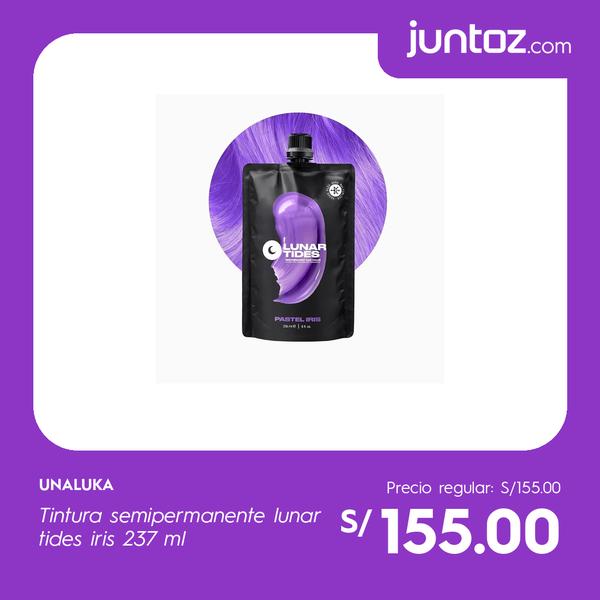 juntoz.com
LUNAR
TIDES
PASTEL IRIS
UNALUKA
Precio regular: S/155.00
Tintura semipermanente lunar
tides iris 237 ml
S/ 155.00